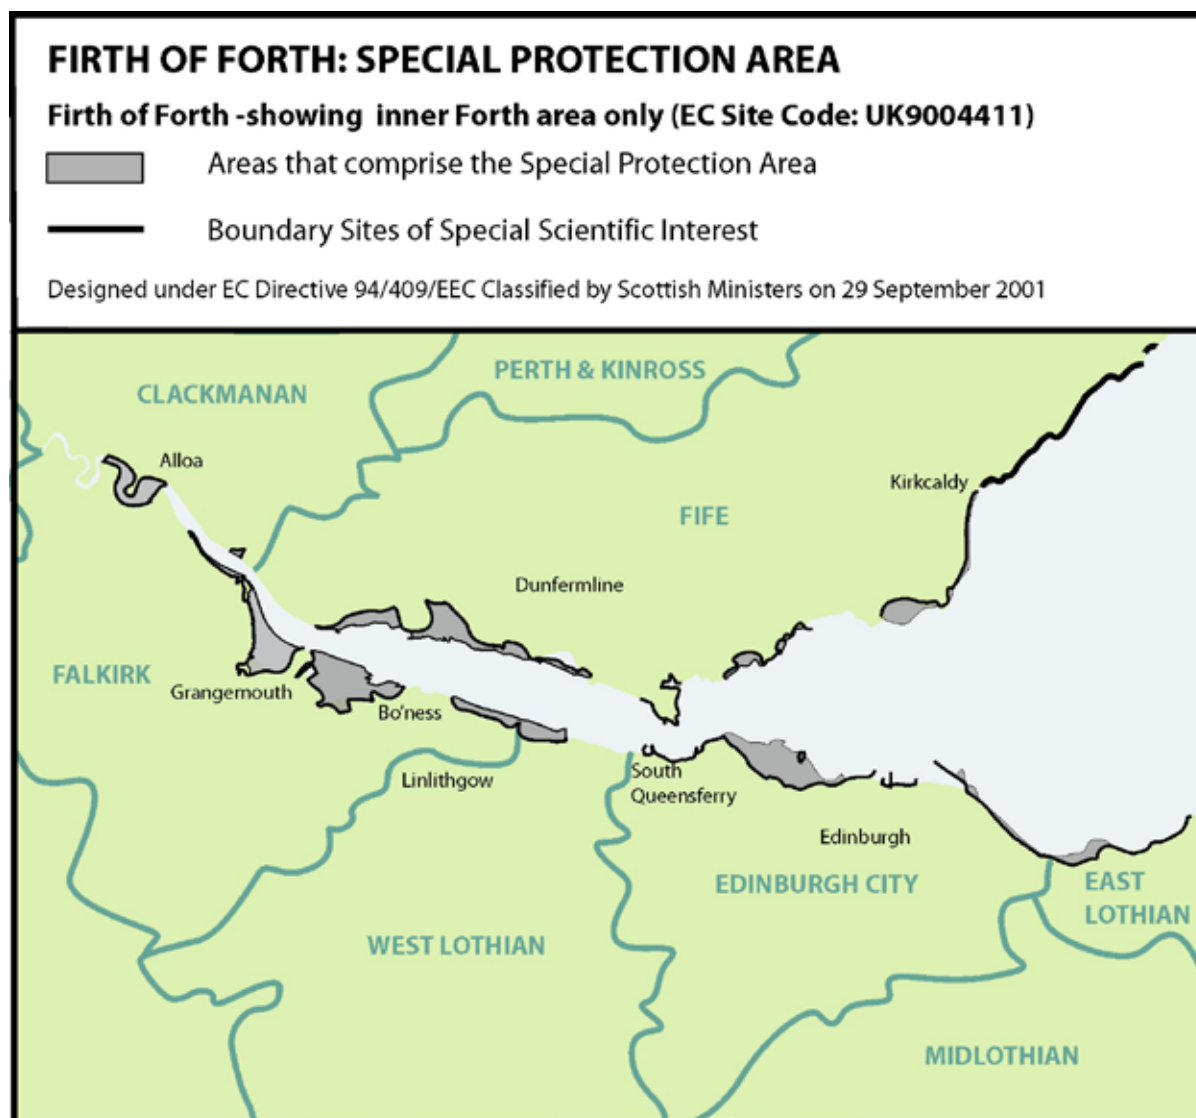 FIRTH OF FORTH: SPECIAL PROTECTION AREA
Firth of Forth -showing inner Forth area only (EC Site Code: UK9004411)
Areas that comprise the Special Protection Area
Boundary Sites of Special Scientific Interest
Designed under EC Directive 94/409/EEC Classified by Scottish Ministers on 29 September 2001
PERTH & KINROSS
CLACKMANAN
Alloa
Kirkcaldy
FIFE
Dunfermline
FALKIRK
Grangemouth
Bo'ness
Linlithgow
South
Queensferry
Edinburgh
EDINBURGH CITY
EAST
LOTHIAN
WEST LOTHIAN
MIDLOTHIAN